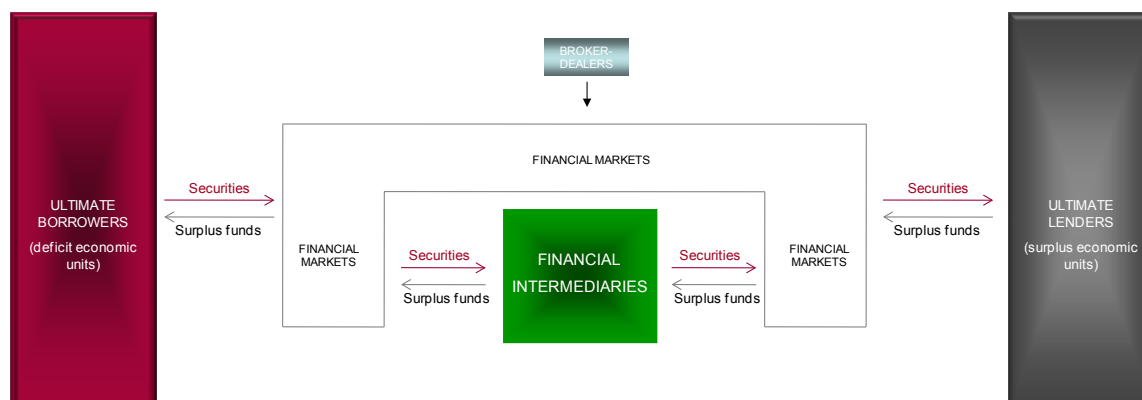 BROKER-
DEALERS
FINANCIAL MARKETS
Securities
Surplus funds
Securities
Surplus funds
ULTIMATE
BORROWERS
(deficit economic
units)
ULTIMATE
LENDERS
(surplus economic
units)
FINANCIAL
MARKETS
Securities
Surplus funds
FINANCIAL
INTERMEDIARIES
Securities
Surplus funds
FINANCIAL
MARKETS